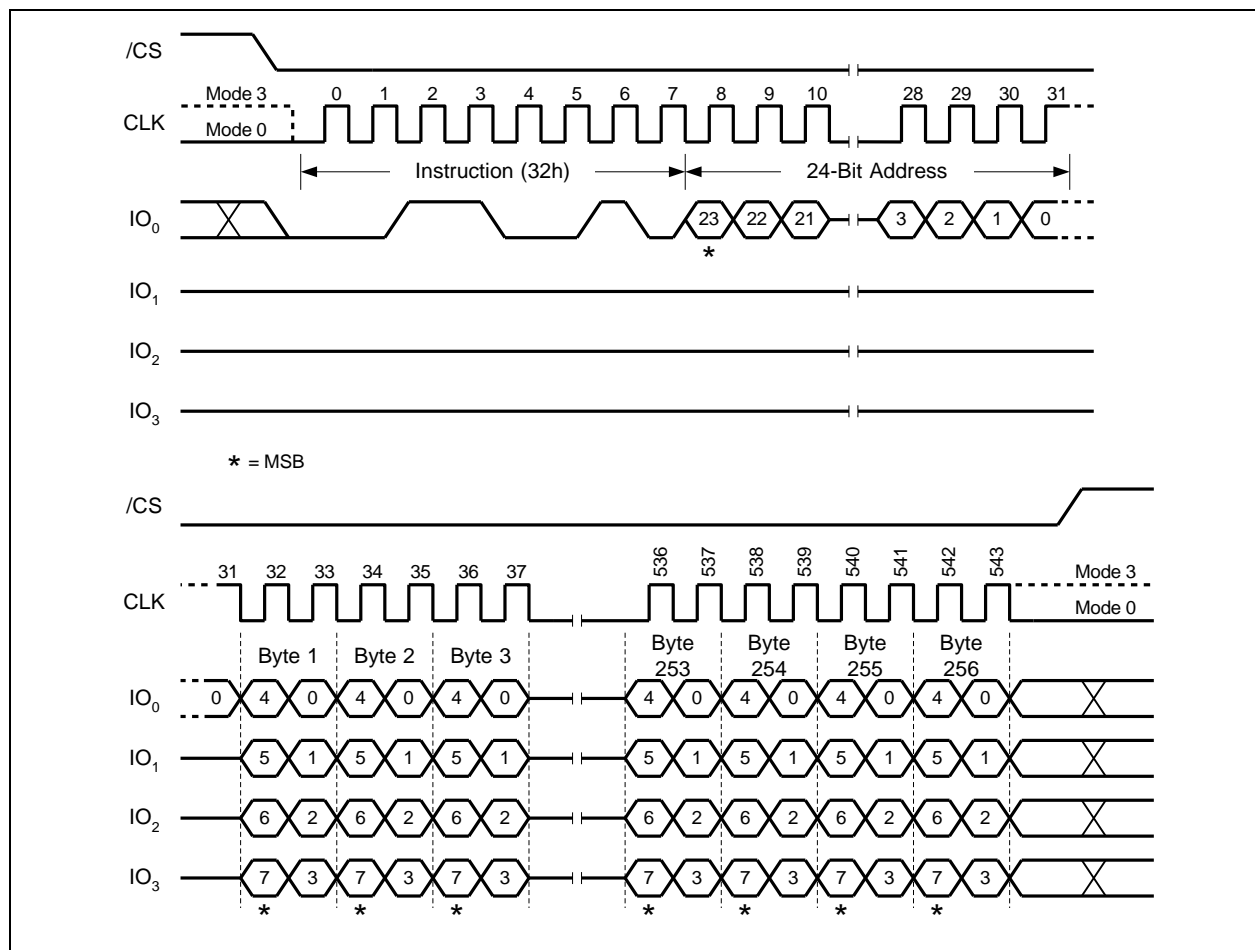 /CS
Mode 3
0 1 2 3 4 5 6 7 8 9 10 28 29 30 31
CLK
Mode 0
Instruction (32h) 24-Bit Address
IO0 23 22 21 3 2 1 0
*
IO1
IO2
IO3
* = MSB
/CS
31 32 33 34 35 36 37 536 537 538 539 540 541 542 543
Mode 3
CLK
Mode 0
Byte 1 Byte 2 Byte 3 Byte 253 Byte 254 Byte 255 Byte 256
IO0 0 4 0 4 0 4 0 4 0 4 0 4 0 4 0
IO1 5 1 5 1 5 1 5 1 5 1 5 1 5 1
IO2 6 2 6 2 6 2 6 2 6 2 6 2 6 2
IO3 7 3 7 3 7 3 7 3 7 3 7 3 7 3
* * * * * * *